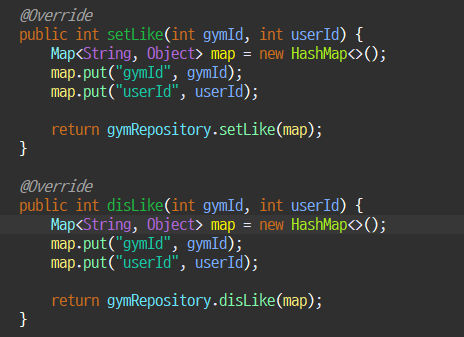 @Override
public int setLike(int gymId, int userId) {
    Map<String, Object> map = new HashMap<>();
    map.put("gymId", gymId);
    map.put("userId", userId);

    return gymRepository.setLike(map);
}

@Override
public int disLike(int gymId, int userId) {
    Map<String, Object> map = new HashMap<>();
    map.put("gymId", gymId);
    map.put("userId", userId);

    return gymRepository.disLike(map);
}